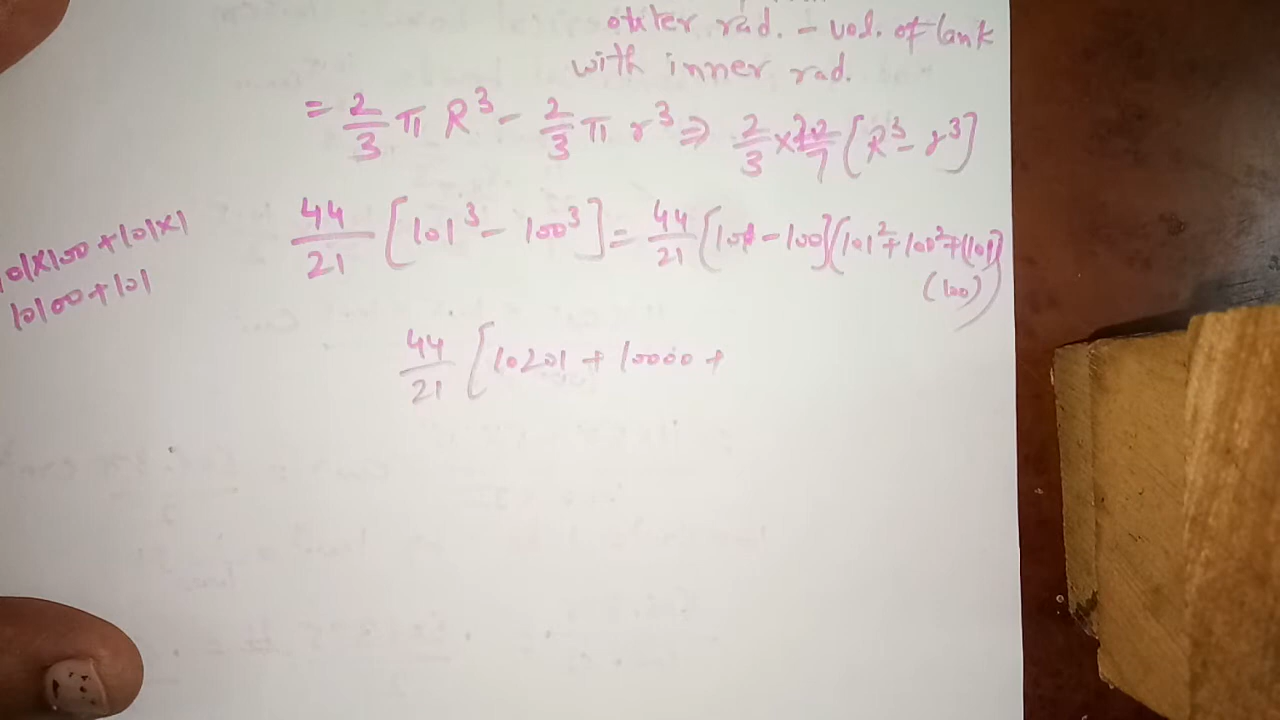 outer rad. - vol. of tank
with inner rad.
= 2/3 π R³ - 2/3 π r³ ⇒ 2/3 × 22/7 [R³ - r³]
44/21 [101³ - 100³] = 44/21 [101 - 100](101² + 100² + (101)
(100))
101×100 + 101×1
10100 + 101
44/21 [10201 + 10000 +